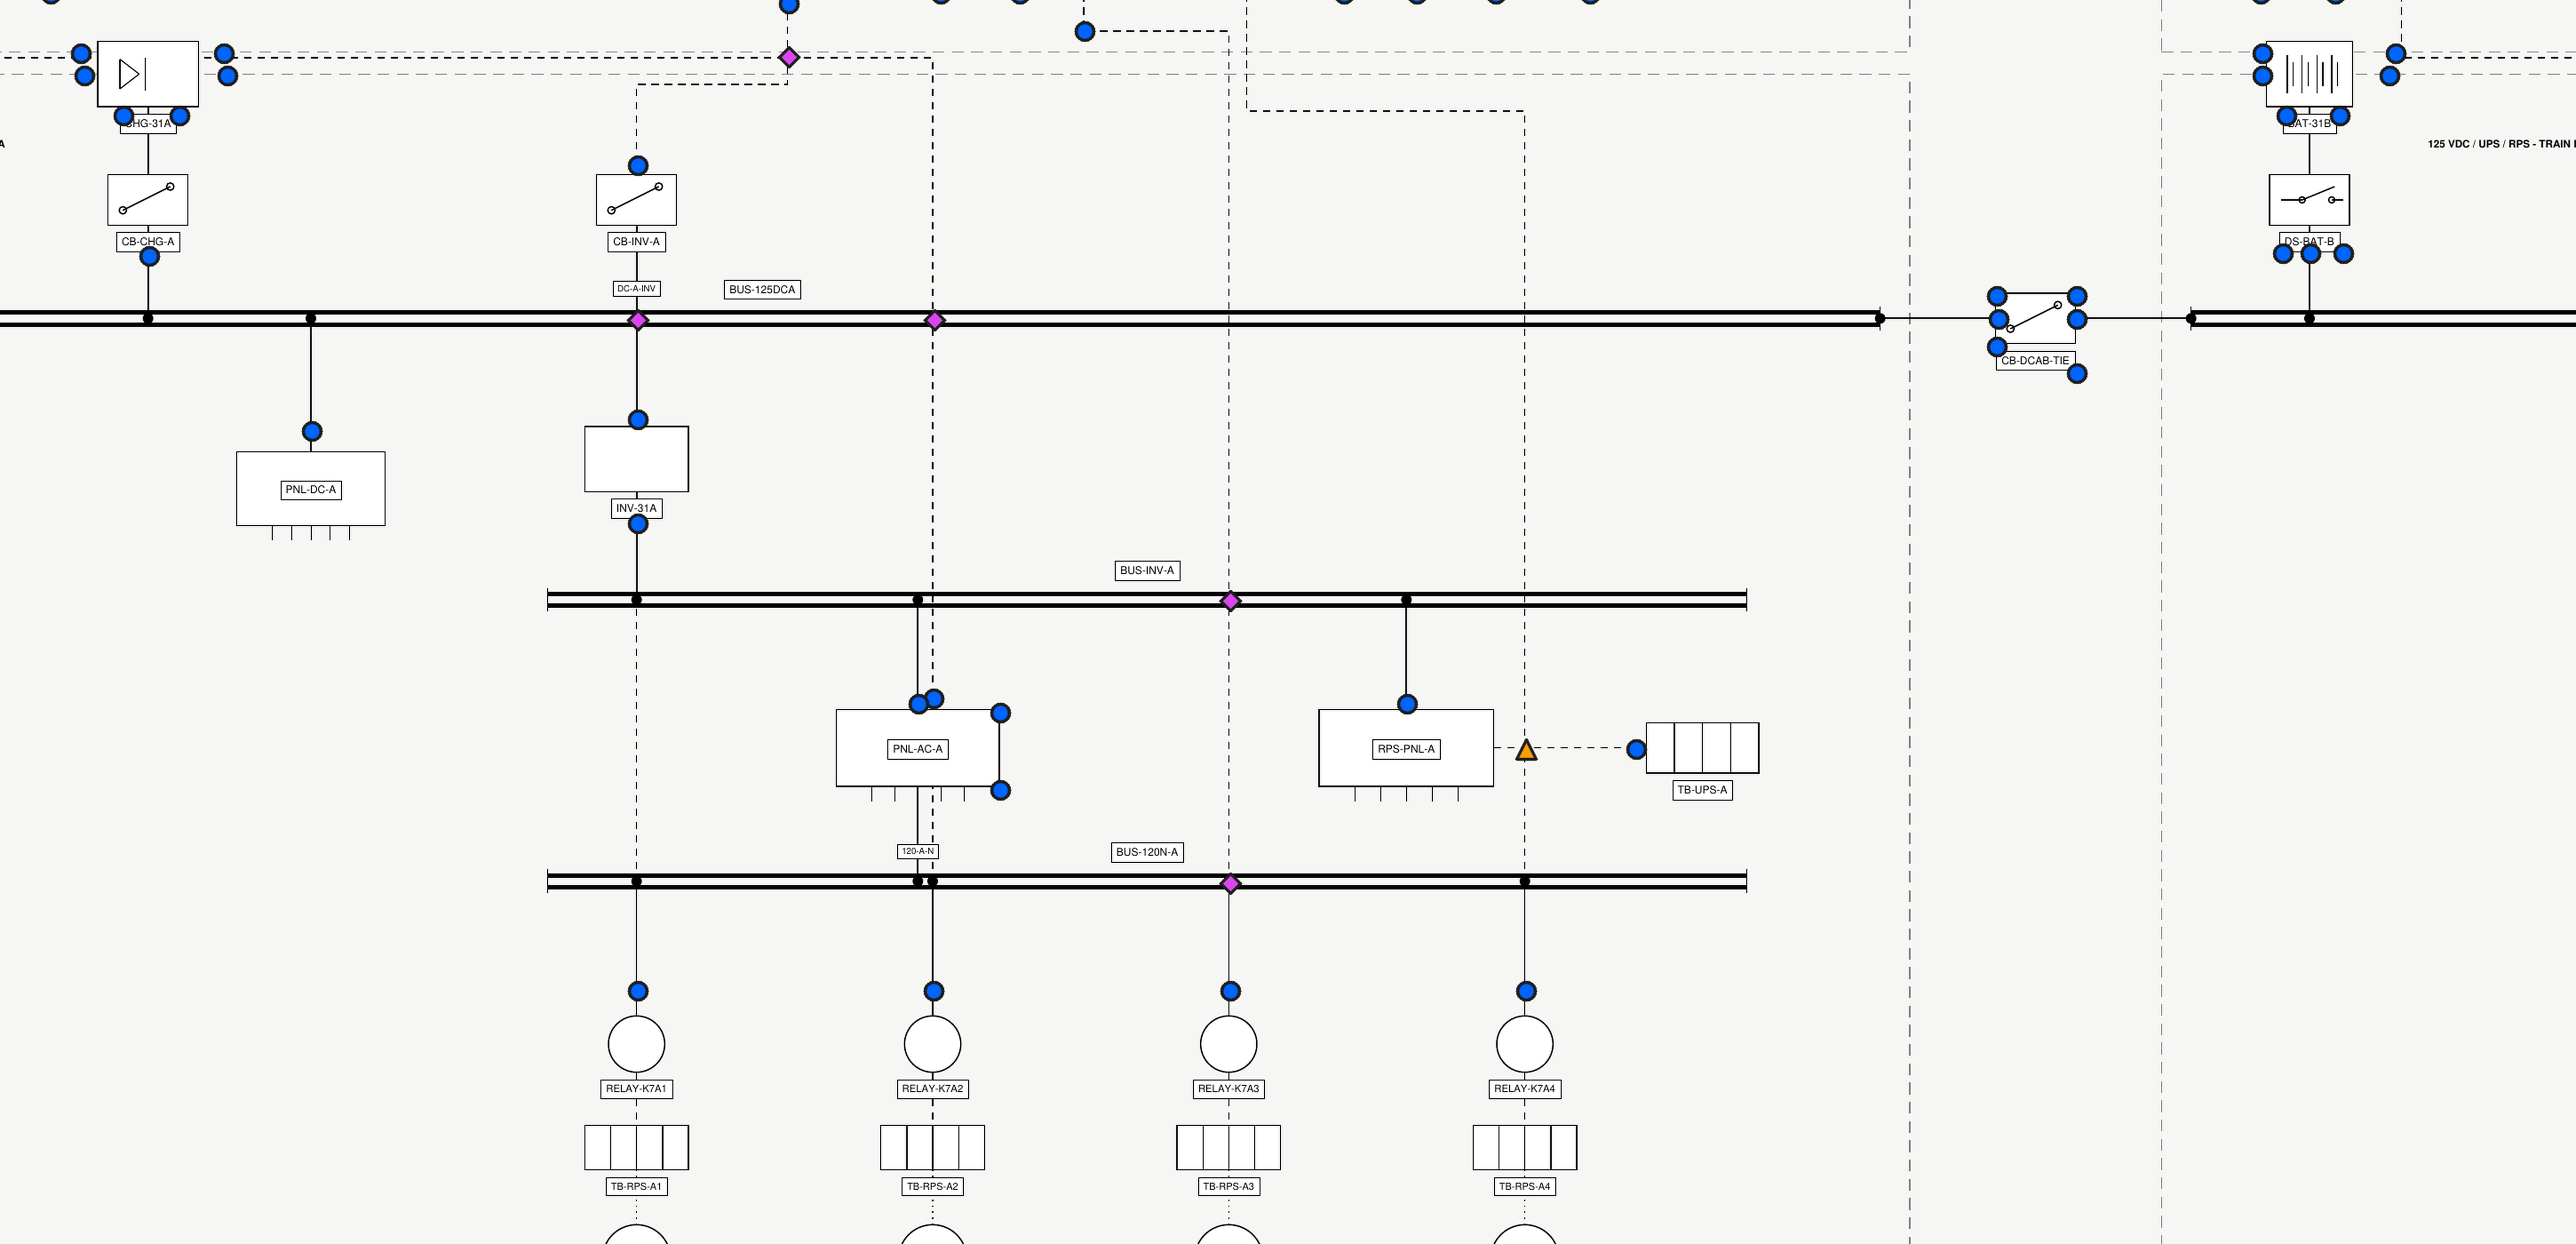 CHG-31A
BAT-31B
A
125 VDC / UPS / RPS - TRAIN
CB-CHG-A
CB-INV-A
DS-BAT-B
DC-A-INV
BUS-125DCA
CB-DCAB-TIE
PNL-DC-A
INV-31A
BUS-INV-A
PNL-AC-A
RPS-PNL-A
TB-UPS-A
120-A-N
BUS-120N-A
RELAY-K7A1
RELAY-K7A2
RELAY-K7A3
RELAY-K7A4
TB-RPS-A1
TB-RPS-A2
TB-RPS-A3
TB-RPS-A4